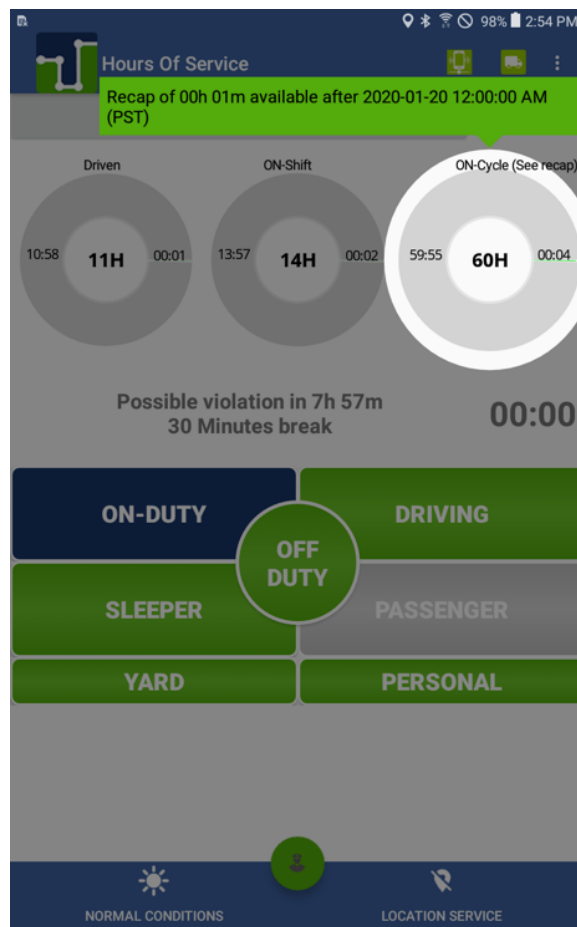 98% 2:54 PM
Hours Of Service
Recap of 00h 01m available after 2020-01-20 12:00:00 AM
(PST)
Driven
ON-Shift
ON-Cycle (See recap)
10:58 11H 00:01
13:57 14H 00:02
59:55 60H 00:04
Possible violation in 7h 57m
30 Minutes break
00:00
ON-DUTY
DRIVING
OFF
DUTY
SLEEPER
PASSENGER
YARD
PERSONAL
NORMAL CONDITIONS
LOCATION SERVICE